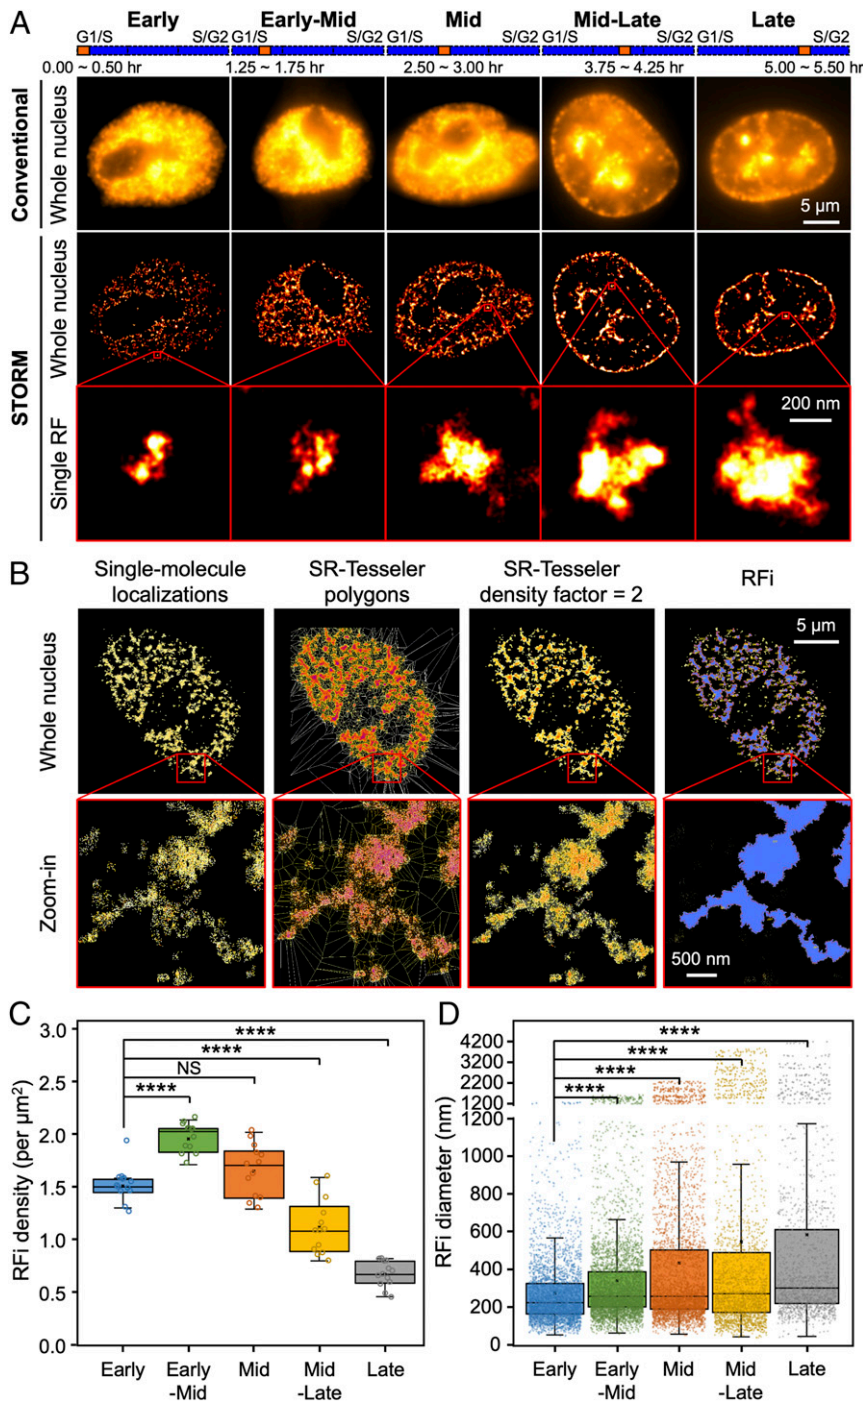 A
Early
Early-Mid
Mid
Mid-Late
Late
G1/S S/G2 G1/S S/G2 G1/S S/G2 G1/S S/G2 G1/S S/G2
0.00 ~ 0.50 hr 1.25 ~ 1.75 hr 2.50 ~ 3.00 hr 3.75 ~ 4.25 hr 5.00 ~ 5.50 hr
Conventional
Whole nucleus
5 µm
STORM
Whole nucleus
Single RF
200 nm
B
Single-molecule
localizations
SR-Tesseler
polygons
SR-Tesseler
density factor = 2
RFi
Whole nucleus
5 µm
Zoom-in
500 nm
C
RFi density (per µm²)
3.0
2.5
2.0
1.5
1.0
0.5
0.0
****
****
NS
****
Early
Early
-Mid
Mid
Mid
-Late
Late
D
RFi diameter (nm)
4200
3200
2200
1200
1200
1000
800
600
400
200
0
****
****
****
****
Early
Early
-Mid
Mid
Mid
-Late
Late